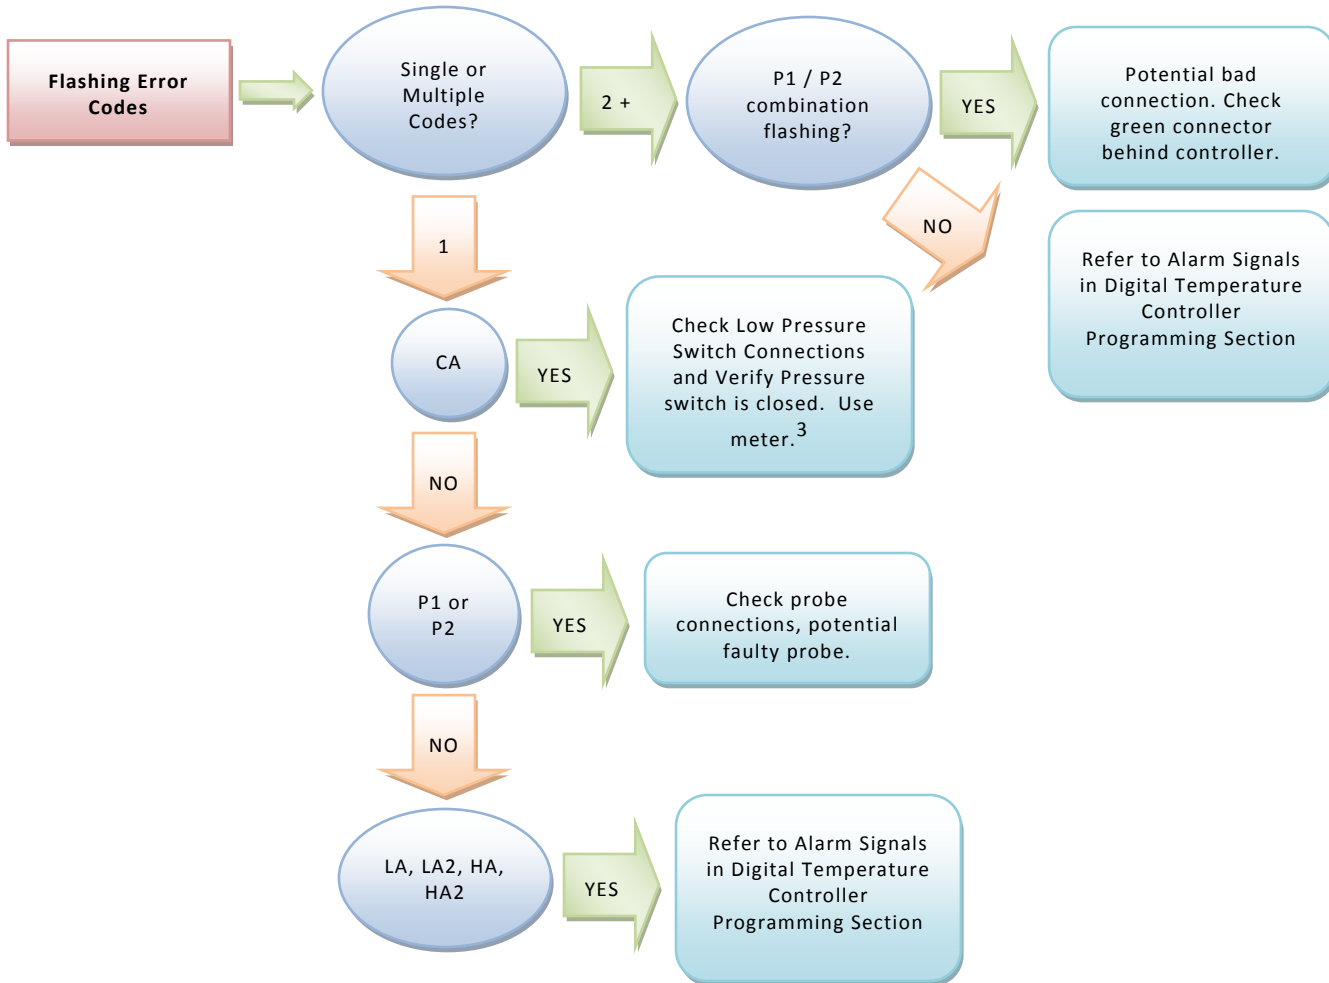 Flashing Error
Codes
Single or
Multiple
Codes?
2 +
P1 / P2
combination
flashing?
YES
Potential bad
connection. Check
green connector
behind controller.
NO
Refer to Alarm Signals
in Digital Temperature
Controller
Programming Section
1
CA
YES
Check Low Pressure
Switch Connections
and Verify Pressure
switch is closed. Use
meter.3
NO
P1 or
P2
YES
Check probe
connections, potential
faulty probe.
NO
LA, LA2, HA,
HA2
YES
Refer to Alarm Signals
in Digital Temperature
Controller
Programming Section